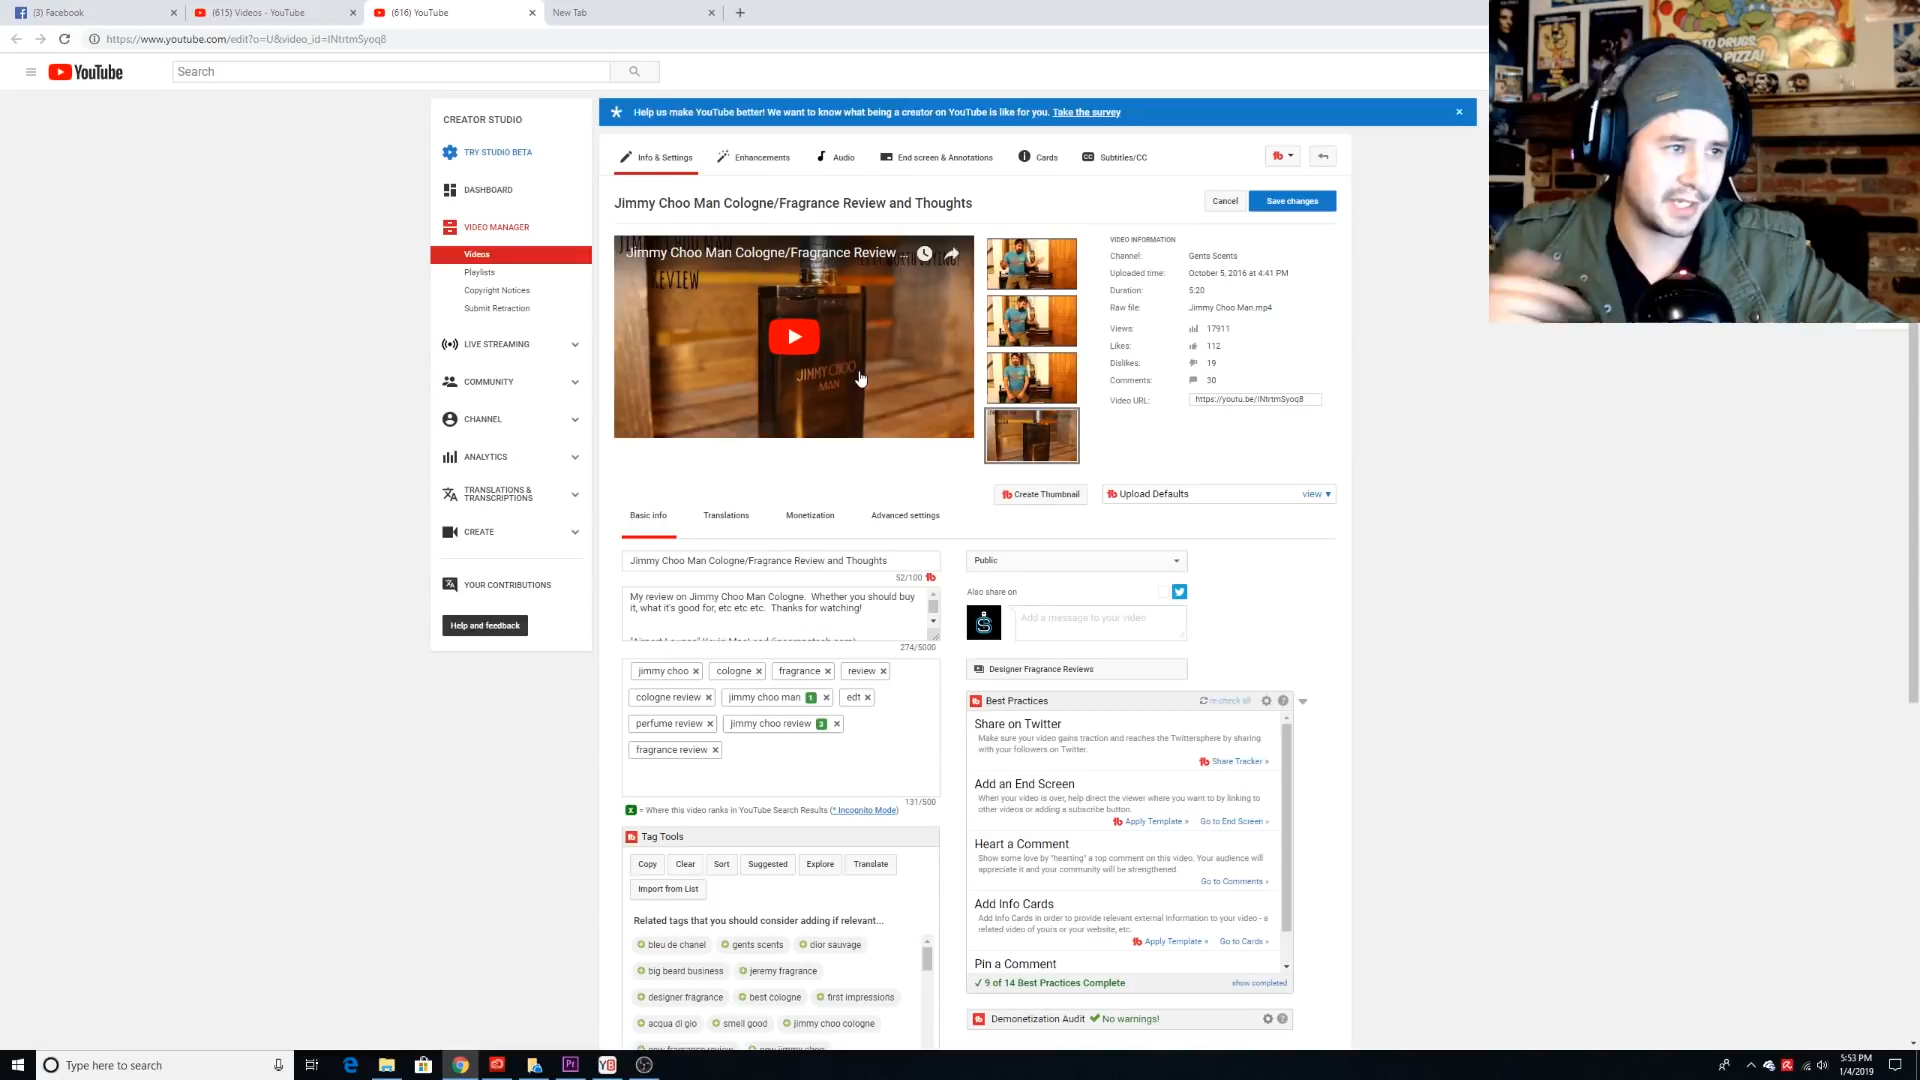 (3) Facebook
(615) Videos - YouTube
(616) YouTube
New Tab
https://www.youtube.com/edit?o=U&video_id=INtrtmSyoq8
YouTube
Search
CREATOR STUDIO
TRY STUDIO BETA
DASHBOARD
VIDEO MANAGER
Videos
Playlists
Copyright Notices
Submit Retraction
LIVE STREAMING
COMMUNITY
CHANNEL
ANALYTICS
TRANSLATIONS &
TRANSCRIPTIONS
CREATE
YOUR CONTRIBUTIONS
Help and feedback
Help us make YouTube better! We want to know what being a creator on YouTube is like for you. Take the survey
Info & Settings
Enhancements
Audio
End screen & Annotations
Cards
Subtitles/CC
Jimmy Choo Man Cologne/Fragrance Review and Thoughts
Cancel
Save changes
Jimmy Choo Man Cologne/Fragrance Review ...
REVIEW
JIMMY CHOO
MAN
VIDEO INFORMATION
Channel: Gents Scents
Uploaded time: October 5, 2016 at 4:41 PM
Duration: 5:20
Raw file: Jimmy Choo Man.mp4
Views: 17911
Likes: 112
Dislikes: 19
Comments: 30
Video URL: https://youtu.be/INtrtmSyoq8
Create Thumbnail
Upload Defaults
view ▼
Basic info
Translations
Monetization
Advanced settings
Jimmy Choo Man Cologne/Fragrance Review and Thoughts
52/100
My review on Jimmy Choo Man Cologne. Whether you should buy
it, what it's good for, etc etc etc. Thanks for watching!
"Airport Lounge" Kevin MacLeod (incompetech.com)
274/5000
jimmy choo
cologne
fragrance
review
cologne review
jimmy choo man 1
edt
perfume review
jimmy choo review 3
fragrance review
131/500
x = Where this video ranks in YouTube Search Results (* Incognito Mode)
Tag Tools
Copy
Clear
Sort
Suggested
Explore
Translate
Import from List
Related tags that you should consider adding if relevant...
bleu de chanel
gents scents
dior sauvage
big beard business
jeremy fragrance
designer fragrance
best cologne
first impressions
acqua di gio
smell good
jimmy choo cologne
new fragrance review
new jimmy choo
Public
Also share on
S
Add a message to your video
Designer Fragrance Reviews
Best Practices
re-check all
Share on Twitter
Make sure your video gains traction and reaches the Twittersphere by sharing
with your followers on Twitter.
Share Tracker »
Add an End Screen
When your video is over, help direct the viewer where you want to by linking to
other videos or adding a subscribe button.
Apply Template »
Go to End Screen »
Heart a Comment
Show some love by "hearting" a top comment on this video. Your audience will
appreciate it and your community will be strengthened.
Go to Comments »
Add Info Cards
Add Info Cards in order to provide relevant external information to your video - a
related video of yours or your website, etc.
Apply Template »
Go to Cards »
Pin a Comment
✓ 9 of 14 Best Practices Complete
show completed
Demonetization Audit ✓ No warnings!
TO DRUGS,
PIZZA!
Type here to search
5:53 PM
1/4/2019